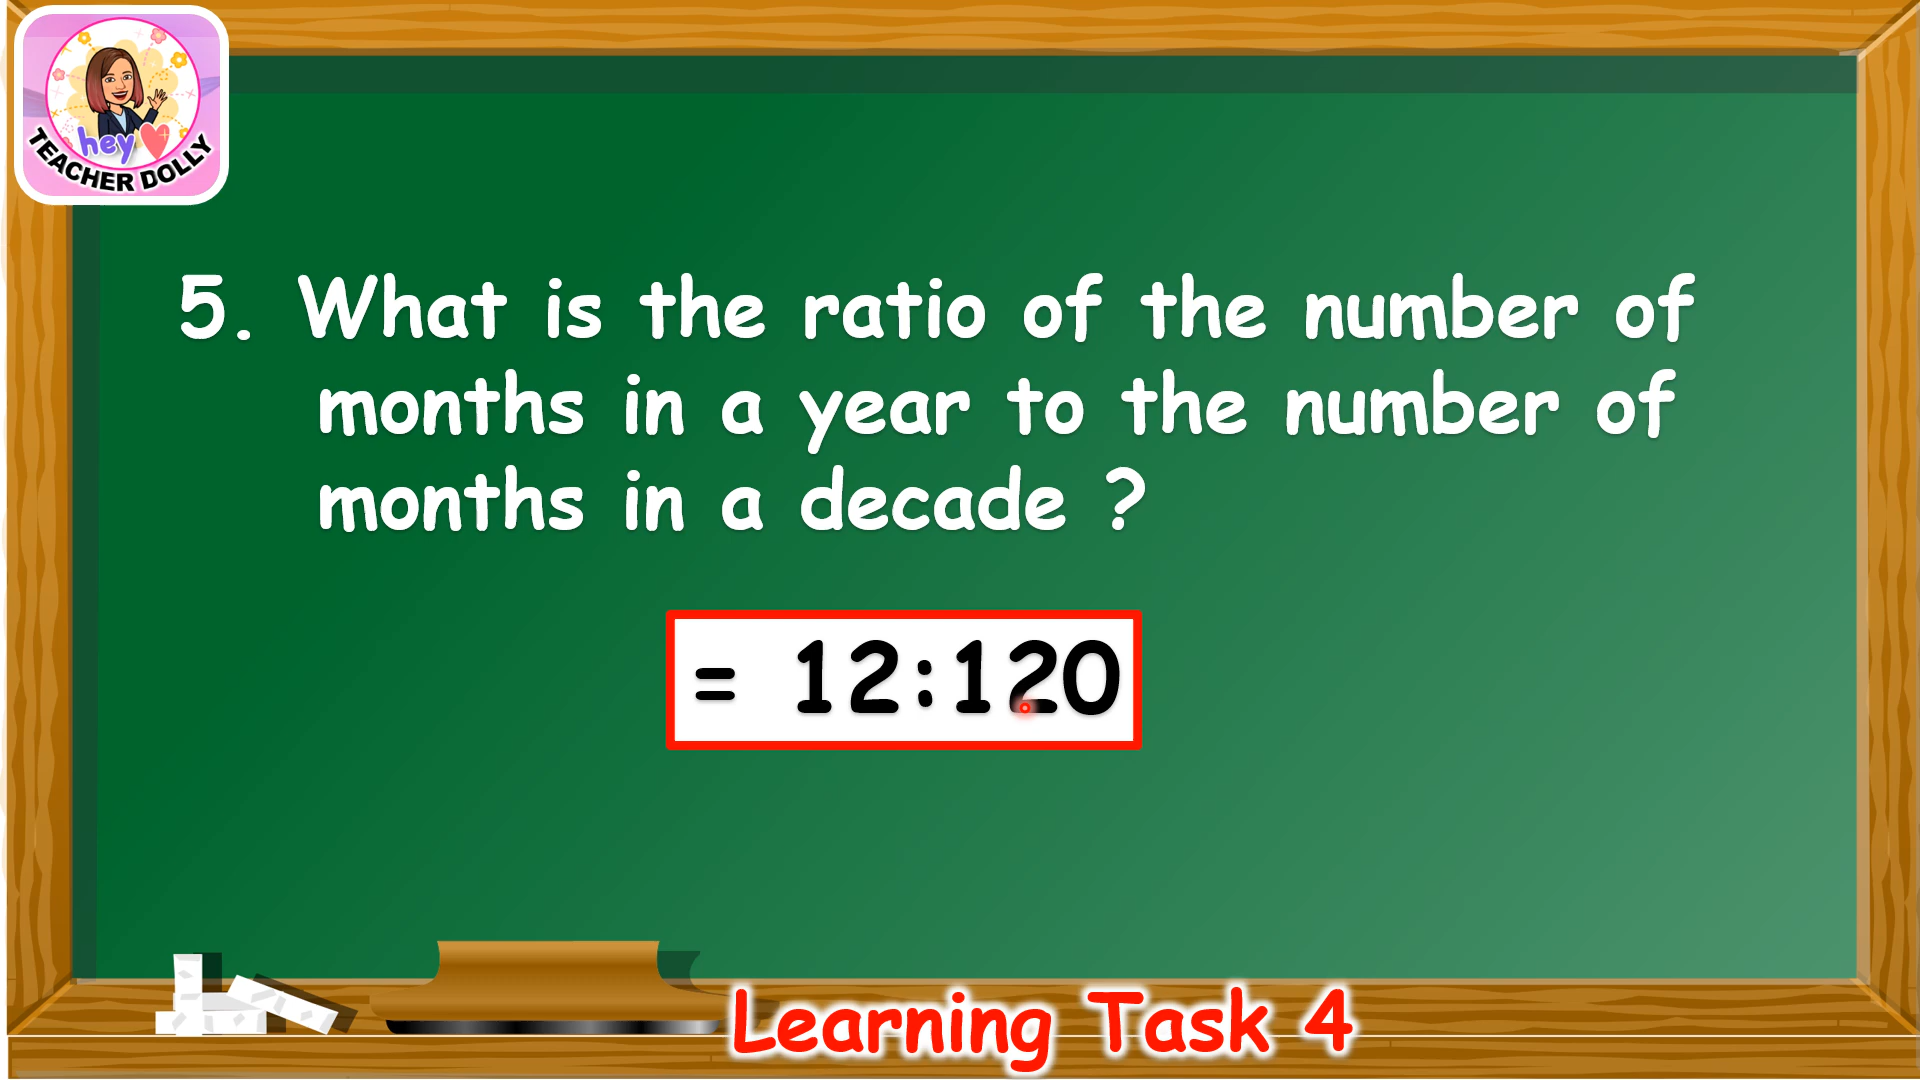 hey
TEACHER DOLLY
5. What is the ratio of the number of
months in a year to the number of
months in a decade ?
= 12:120
Learning Task 4